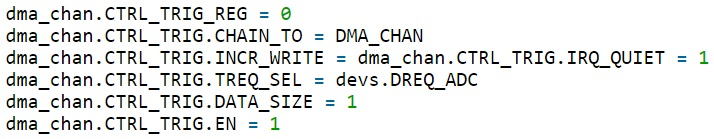 dma_chan.CTRL_TRIG_REG = 0
dma_chan.CTRL_TRIG.CHAIN_TO = DMA_CHAN
dma_chan.CTRL_TRIG.INCR_WRITE = dma_chan.CTRL_TRIG.IRQ_QUIET = 1
dma_chan.CTRL_TRIG.TREQ_SEL = devs.DREQ_ADC
dma_chan.CTRL_TRIG.DATA_SIZE = 1
dma_chan.CTRL_TRIG.EN = 1